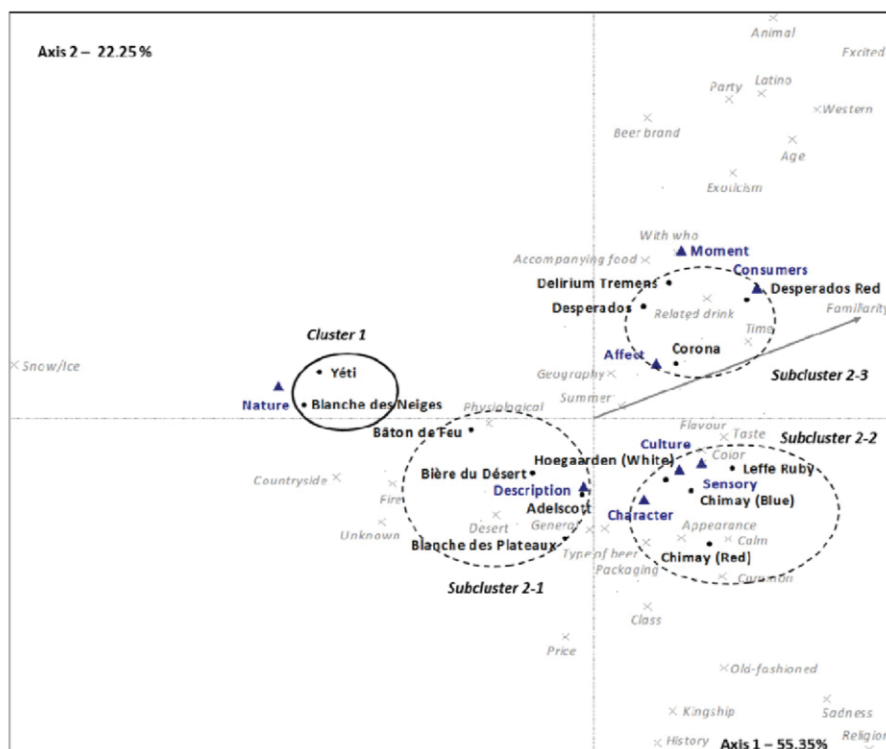 Animal
Axis 2 – 22.25 %
Excited
Latino
Party
Western
Beer brand
Age
Exoticism
With who
Moment
Accompanying food
Consumers
Delirium Tremens
Desperados Red
Desperados
Related drink
Familiarity
Time
Cluster 1
Affect
Corona
Snow/Ice
Yéti
Geography
Subcluster 2-3
Nature
Blanche des Neiges
Physiological
Summer
Bâton de Feu
Flavour
Taste
Subcluster 2-2
Culture
Hoegaarden (White)
Color
Bière du Désert
Leffe Ruby
Countryside
Fire
Description
Sensory
Adelscott
Chimay (Blue)
Character
Unknown
Desert
General
Appearance
Calm
Blanche des Plateaux
Type of beer
Chimay (Red)
Packaging
Common
Subcluster 2-1
Class
Price
Old-fashioned
Kingship
Sadness
History
Axis 1 – 55.35%
Religion